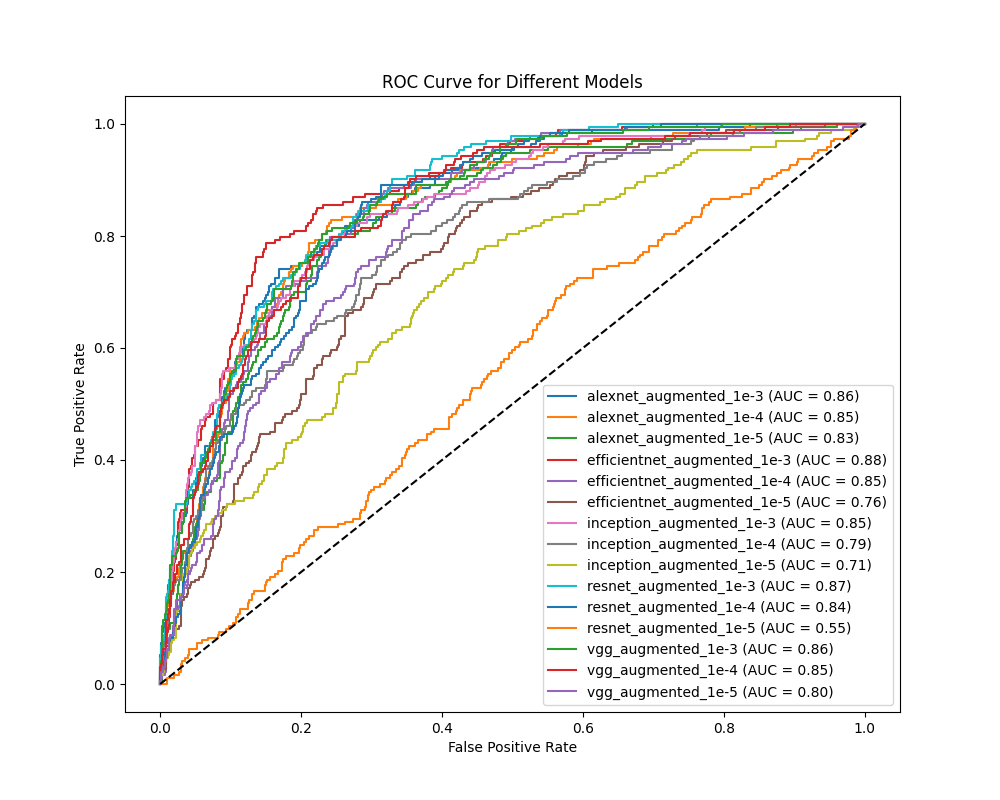 ROC Curve for Different Models
1.0
0.8
0.6
0.4
0.2
0.0
True Positive Rate
alexnet_augmented_1e-3 (AUC = 0.86)
alexnet_augmented_1e-4 (AUC = 0.85)
alexnet_augmented_1e-5 (AUC = 0.83)
efficientnet_augmented_1e-3 (AUC = 0.88)
efficientnet_augmented_1e-4 (AUC = 0.85)
efficientnet_augmented_1e-5 (AUC = 0.76)
inception_augmented_1e-3 (AUC = 0.85)
inception_augmented_1e-4 (AUC = 0.79)
inception_augmented_1e-5 (AUC = 0.71)
resnet_augmented_1e-3 (AUC = 0.87)
resnet_augmented_1e-4 (AUC = 0.84)
resnet_augmented_1e-5 (AUC = 0.55)
vgg_augmented_1e-3 (AUC = 0.86)
vgg_augmented_1e-4 (AUC = 0.85)
vgg_augmented_1e-5 (AUC = 0.80)
0.0 0.2 0.4 0.6 0.8 1.0
False Positive Rate